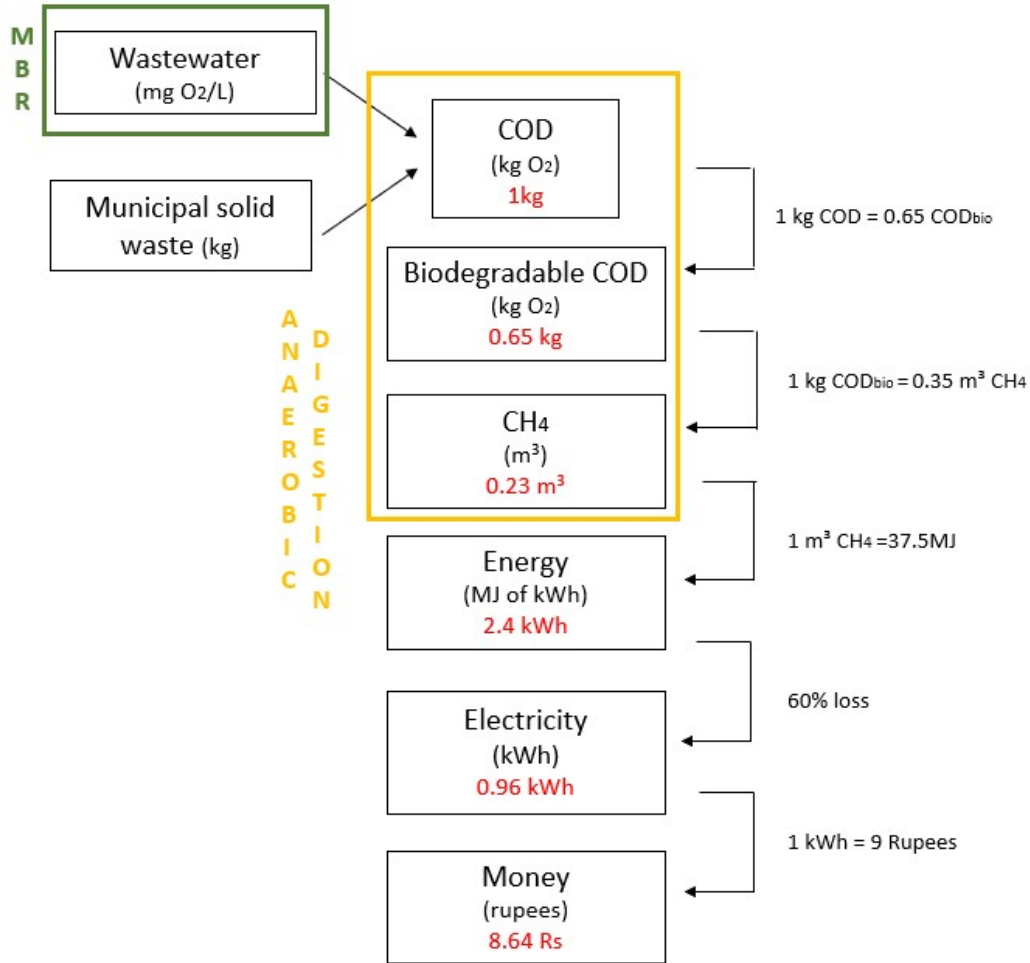 MBR
Wastewater
(mg O₂/L)
Municipal solid
waste (kg)
COD
(kg O₂)
1kg
1 kg COD = 0.65 CODbio
Biodegradable COD
(kg O₂)
0.65 kg
ANAEROBIC
DIGESTION
1 kg CODbio = 0.35 m³ CH₄
CH₄
(m³)
0.23 m³
1 m³ CH₄ =37.5MJ
Energy
(MJ of kWh)
2.4 kWh
60% loss
Electricity
(kWh)
0.96 kWh
1 kWh = 9 Rupees
Money
(rupees)
8.64 Rs